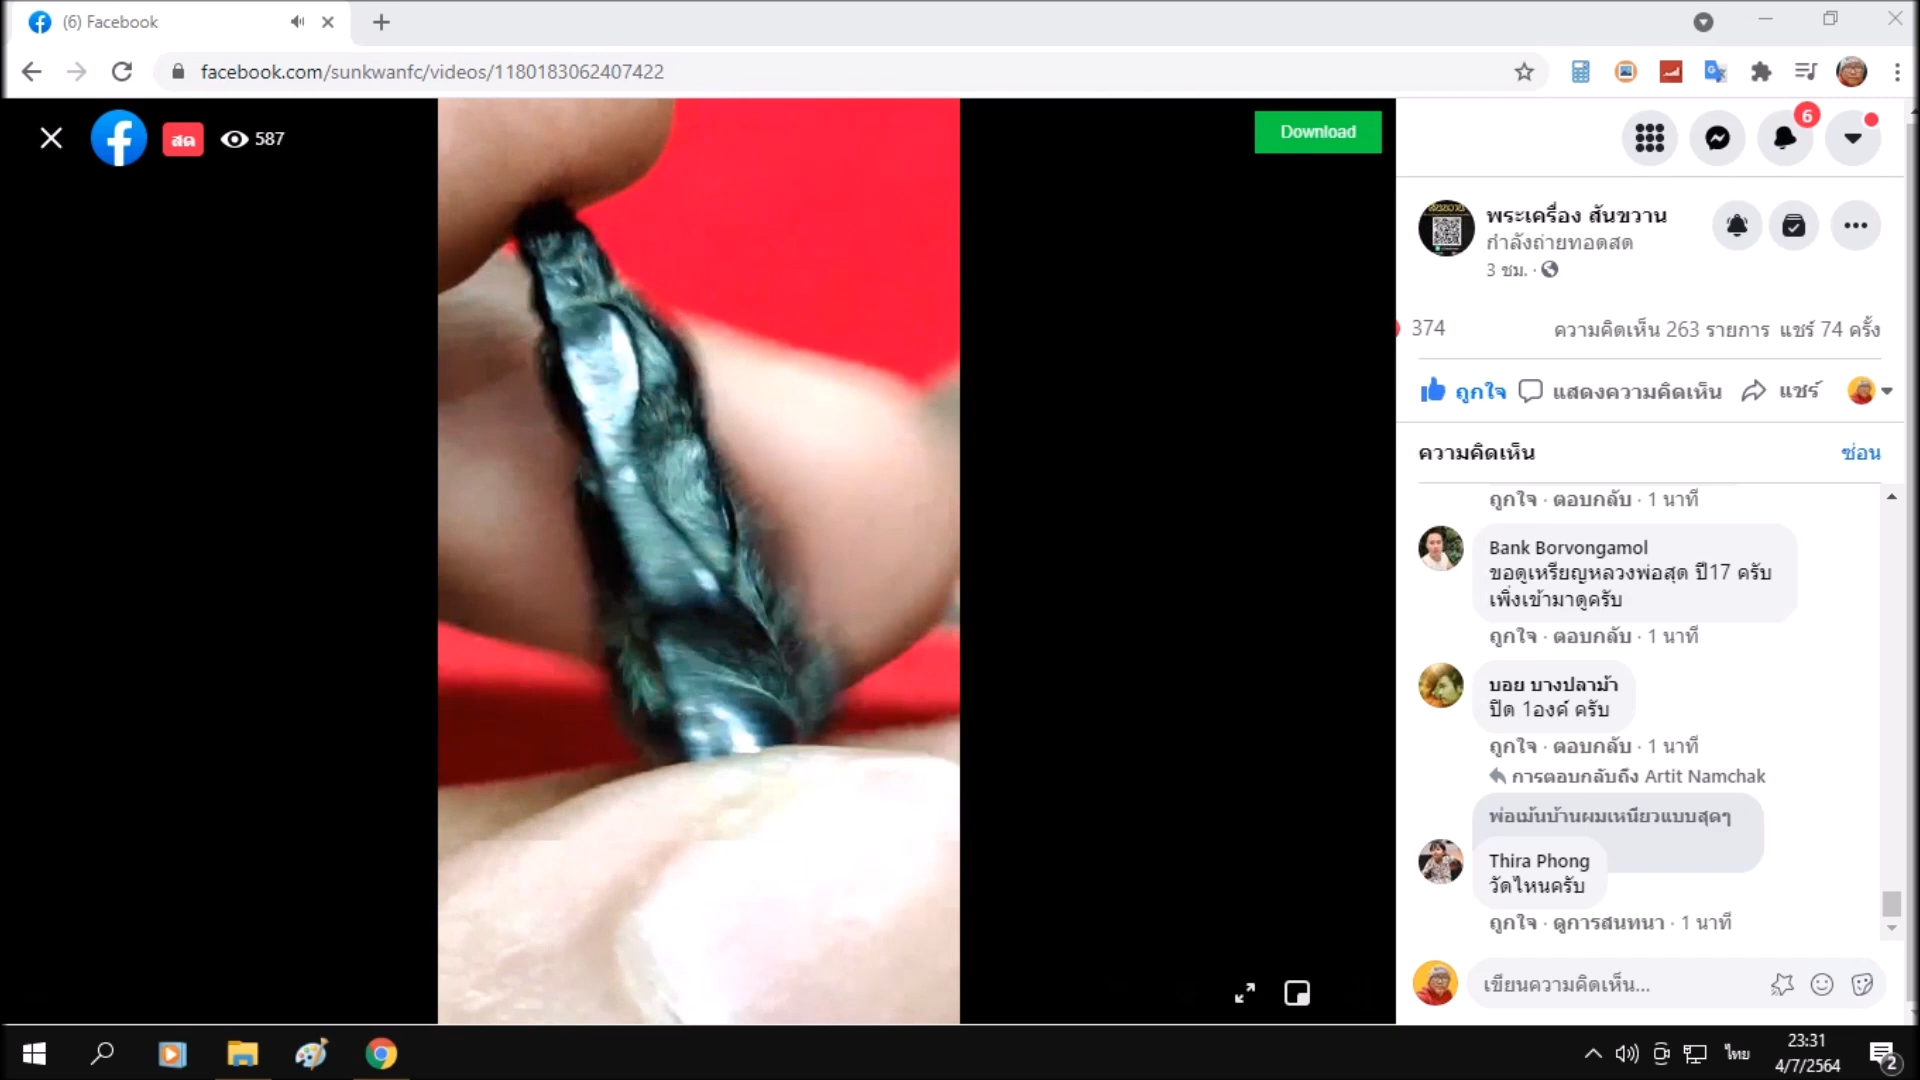 (6) Facebook
facebook.com/sunkwanfc/videos/1180183062407422
สด
587
Download
6
พระเครื่อง สันขวาน
กำลังถ่ายทอดสด
3 ชม. ·
374
ความคิดเห็น 263 รายการ แชร์ 74 ครั้ง
ถูกใจ
แสดงความคิดเห็น
แชร์
ความคิดเห็น
ซ่อน
ถูกใจ · ตอบกลับ · 1 นาที
Bank Borvongamol
ขอดูเหรียญหลวงพ่อสุด ปี17 ครับ
เพิ่งเข้ามาดูครับ
ถูกใจ · ตอบกลับ · 1 นาที
บอย บางปลาม้า
ปิด 1องค์ ครับ
ถูกใจ · ตอบกลับ · 1 นาที
การตอบกลับถึง Artit Namchak
พ่อเม้นบ้านผมเหนียวแบบสุดๆ
Thira Phong
วัดไหนครับ
ถูกใจ · ดูการสนทนา · 1 นาที
เขียนความคิดเห็น...
ไทย
23:31
4/7/2564
2